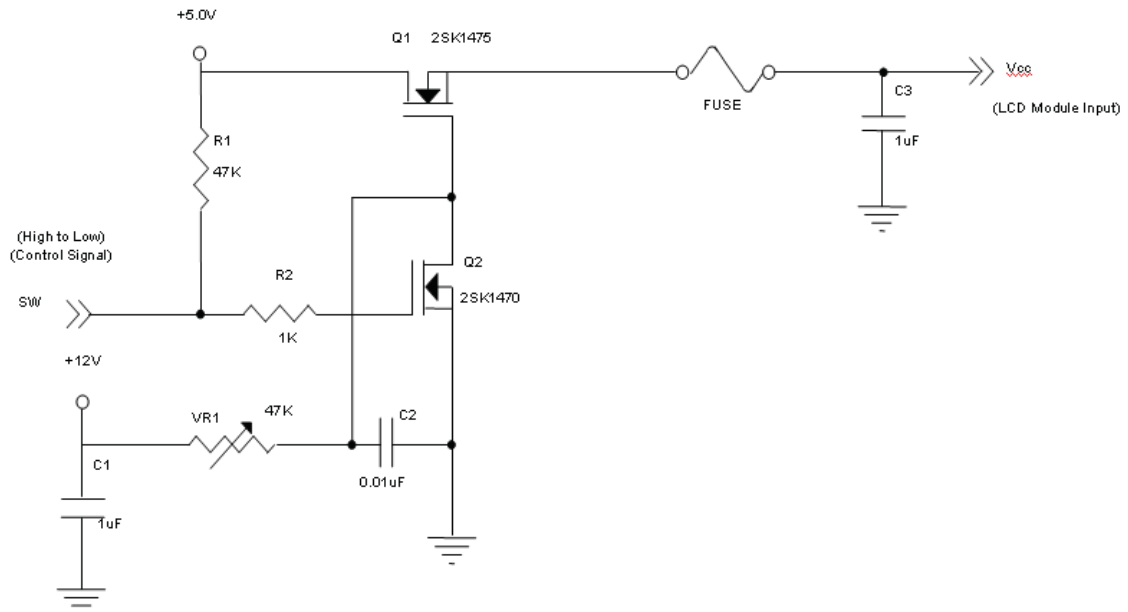 +5.0V
Q1
2SK1475
Vcc
FUSE
C3
(LCD Module Input)
1uF
R1
47K
(High to Low)
(Control Signal)
SW
R2
1K
Q2
2SK1470
+12V
VR1
47K
C2
0.01uF
C1
1uF